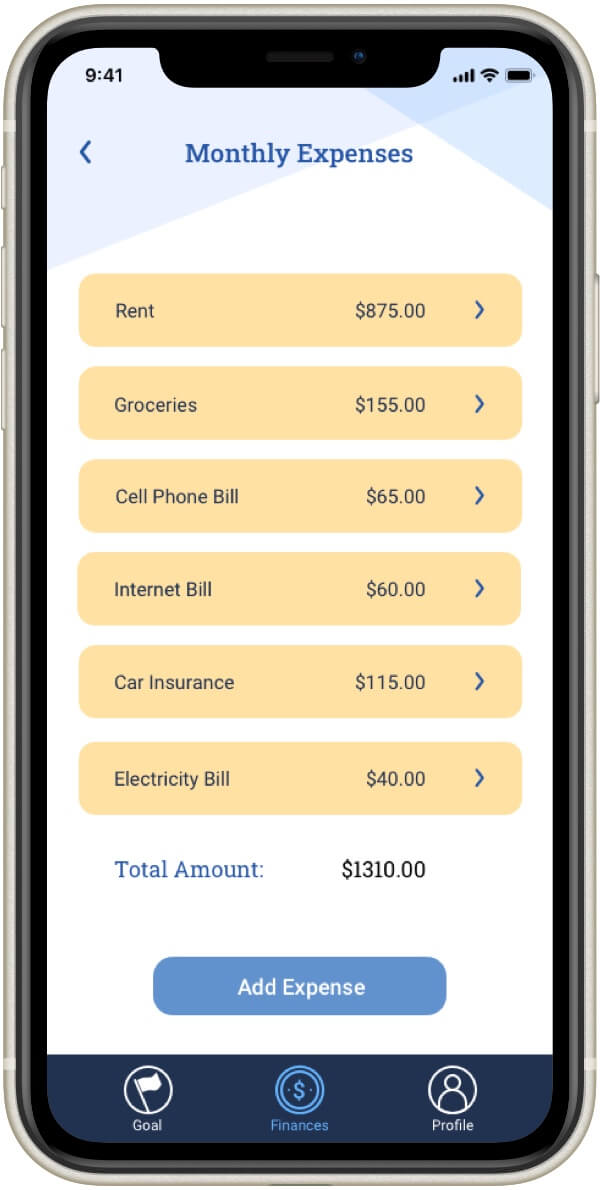 9:41
Monthly Expenses
Rent $875.00
Groceries $155.00
Cell Phone Bill $65.00
Internet Bill $60.00
Car Insurance $115.00
Electricity Bill $40.00
Total Amount: $1310.00
Add Expense
Goal Finances Profile